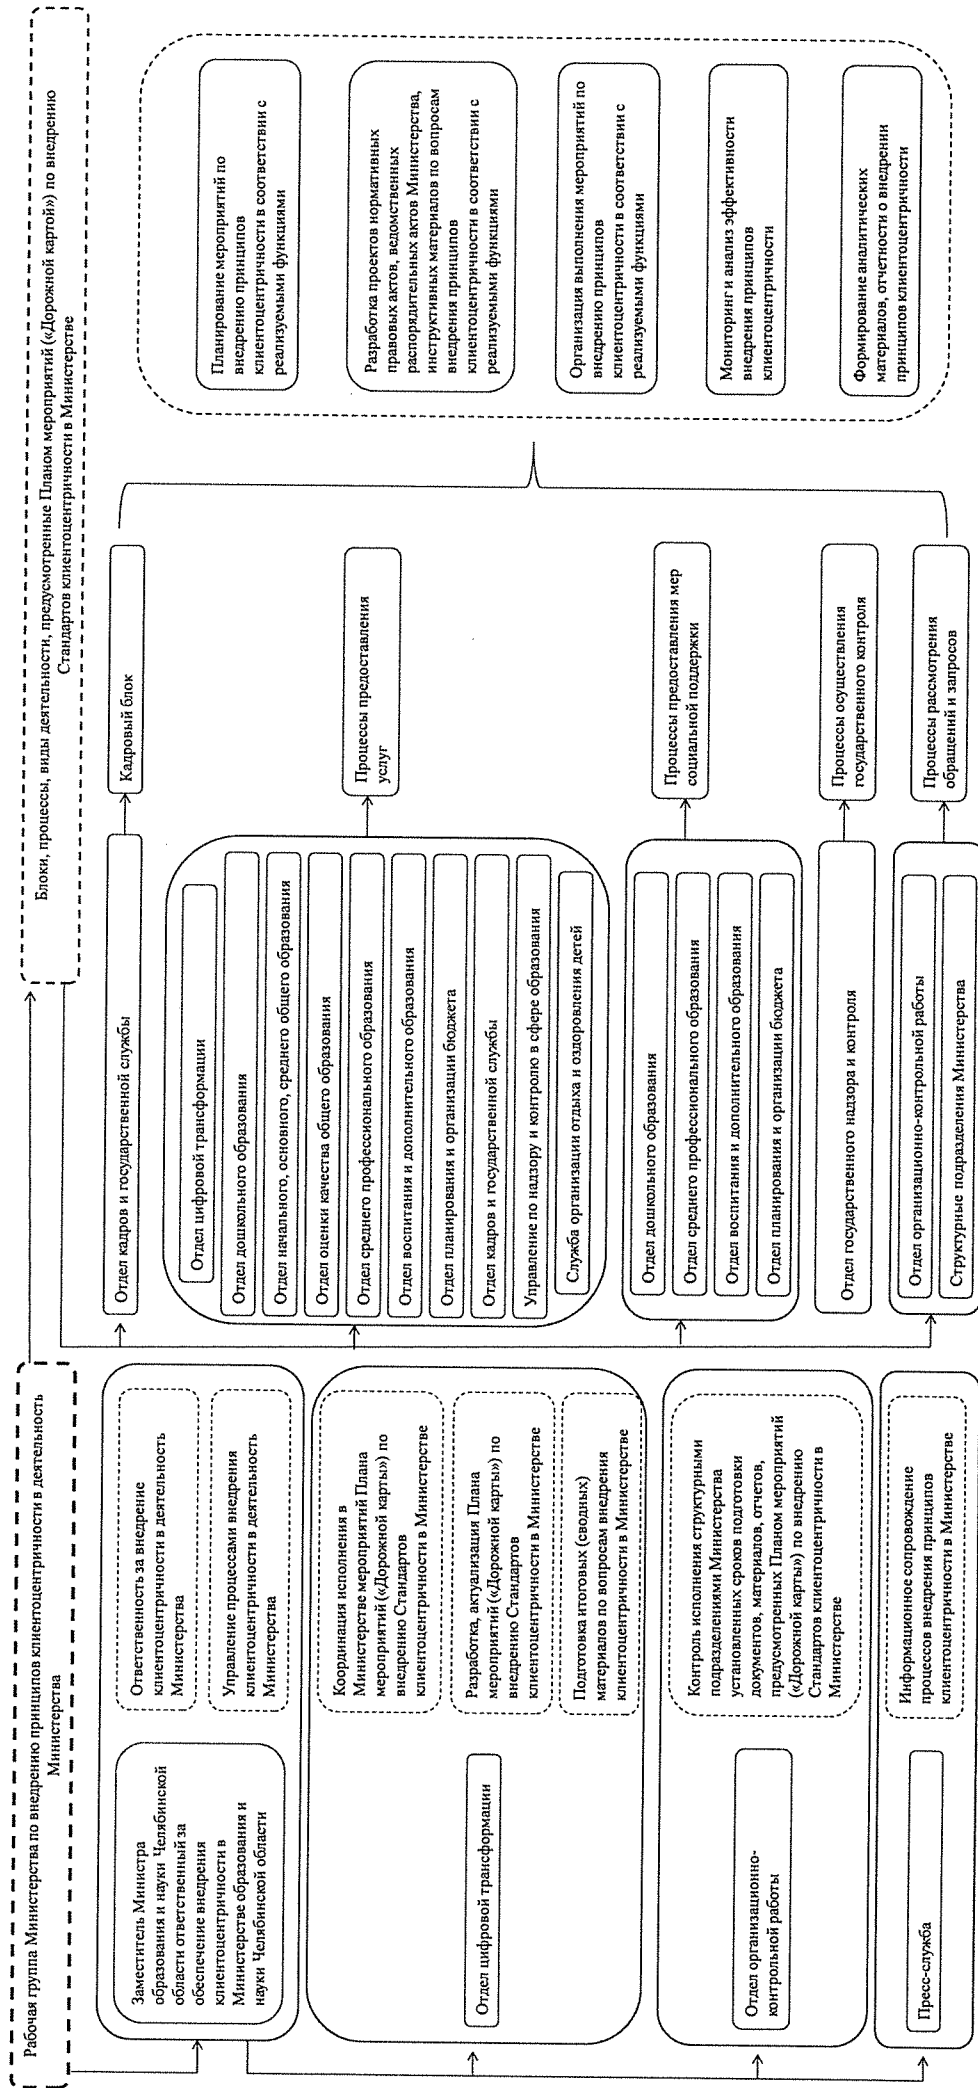 Рабочая группа Министерства по внедрению принципов клиентоцентричности в деятельность
Министерства
Заместитель Министра
образования и науки Челябинской
области ответственный за
обеспечение внедрения
клиентоцентричности в
Министерстве образования и
науки Челябинской области
Ответственность за внедрение
клиентоцентричности в деятельность
Министерства
Управление процессами внедрения
клиентоцентричности в деятельность
Министерства
Отдел цифровой трансформации
Координация исполнения в
Министерстве мероприятий Плана
мероприятий («Дорожной карты») по
внедрению Стандартов
клиентоцентричности в Министерстве
Разработка, актуализация Плана
мероприятий («Дорожной карты») по
внедрению Стандартов
клиентоцентричности в Министерстве
Подготовка итоговых (сводных)
материалов по вопросам внедрения
клиентоцентричности в Министерстве
Отдел организационно-
контрольной работы
Контроль исполнения структурными
подразделениями Министерства
установленных сроков подготовки
документов, материалов, отчетов,
предусмотренных Планом мероприятий
(«Дорожной карты») по внедрению
Стандартов клиентоцентричности в
Министерстве
Пресс-служба
Информационное сопровождение
процессов внедрения принципов
клиентоцентричности в Министерстве
Блоки, процессы, виды деятельности, предусмотренные Планом мероприятий («Дорожной картой») по внедрению
Стандартов клиентоцентричности в Министерстве
Отдел кадров и государственной службы
Кадровый блок
Отдел цифровой трансформации
Отдел дошкольного образования
Отдел начального, основного, среднего общего образования
Отдел оценки качества общего образования
Отдел среднего профессионального образования
Отдел воспитания и дополнительного образования
Отдел планирования и организации бюджета
Отдел кадров и государственной службы
Управление по надзору и контролю в сфере образования
Служба организации отдыха и оздоровления детей
Процессы предоставления
услуг
Отдел дошкольного образования
Отдел среднего профессионального образования
Отдел воспитания и дополнительного образования
Отдел планирования и организации бюджета
Процессы предоставления мер
социальной поддержки
Отдел государственного надзора и контроля
Процессы осуществления
государственного контроля
Отдел организационно-контрольной работы
Структурные подразделения Министерства
Процессы рассмотрения
обращений и запросов
Планирование мероприятий по
внедрению принципов
клиентоцентричности в соответствии с
реализуемыми функциями
Разработка проектов нормативных
правовых актов, ведомственных
распорядительных актов Министерства,
инструктивных материалов по вопросам
внедрения принципов
клиентоцентричности в соответствии с
реализуемыми функциями
Организация выполнения мероприятий по
внедрению принципов
клиентоцентричности в соответствии с
реализуемыми функциями
Мониторинг и анализ эффективности
внедрения принципов
клиентоцентричности
Формирование аналитических
материалов, отчетности о внедрении
принципов клиентоцентричности